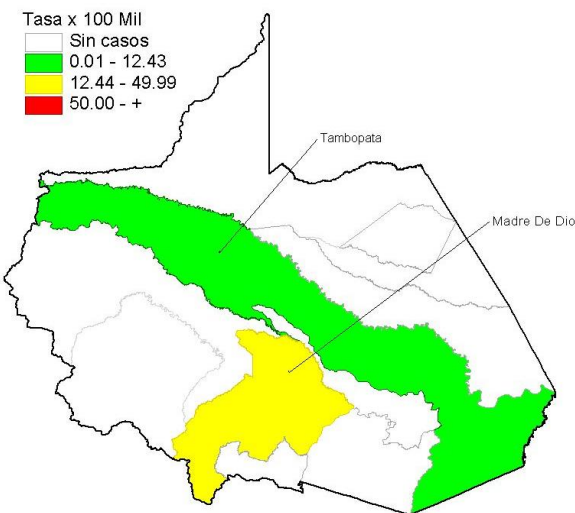 Tasa x 100 Mil
Sin casos
0.01 - 12.43
12.44 - 49.99
50.00 - +
Tambopata
Madre De Dio